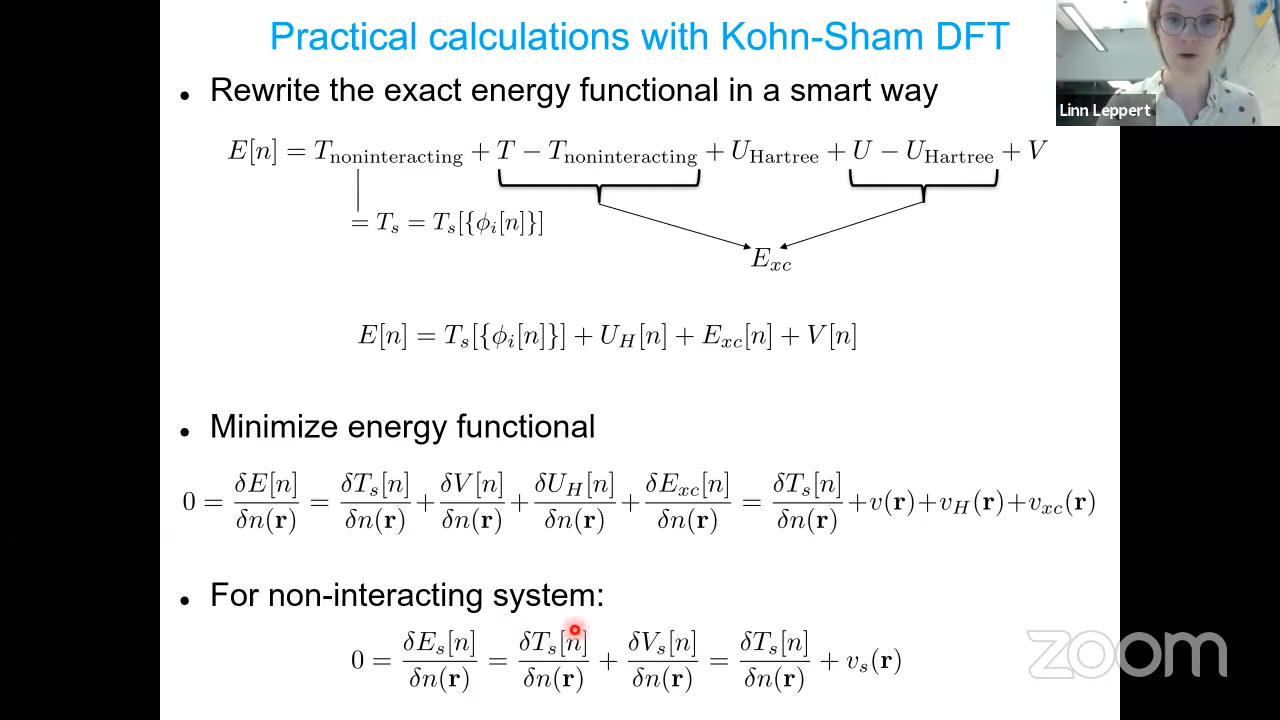 Practical calculations with Kohn-Sham DFT
Linn Leppert
• Rewrite the exact energy functional in a smart way
E[n] = T_noninteracting + T − T_noninteracting + U_Hartree + U − U_Hartree + V
= T_s = T_s[{ϕ_i[n]}]
E_xc
E[n] = T_s[{ϕ_i[n]}] + U_H[n] + E_xc[n] + V[n]
• Minimize energy functional
0 = δE[n]/δn(r) = δT_s[n]/δn(r) + δV[n]/δn(r) + δU_H[n]/δn(r) + δE_xc[n]/δn(r) = δT_s[n]/δn(r) + v(r) + v_H(r) + v_xc(r)
• For non-interacting system:
0 = δE_s[n]/δn(r) = δT_s[n]/δn(r) + δV_s[n]/δn(r) = δT_s[n]/δn(r) + v_s(r)
zoom